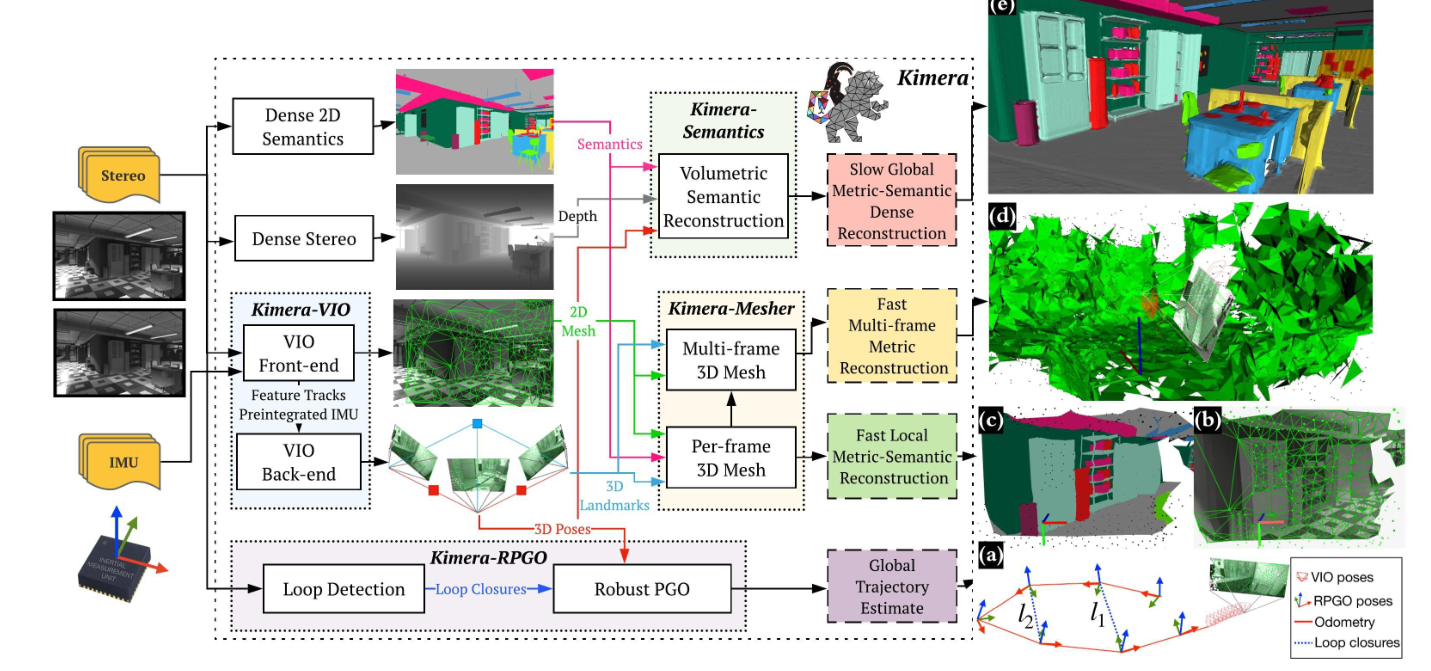 Stereo
IMU
INERTIAL
MEASUREMENT
UNIT
Kimera
Dense 2D
Semantics
Dense Stereo
Kimera-VIO
VIO
Front-end
Feature Tracks
Preintegrated IMU
VIO
Back-end
Semantics
Depth
2D
Mesh
3D
Landmarks
3D Poses
Kimera-
Semantics
Volumetric
Semantic
Reconstruction
Kimera-Mesher
Multi-frame
3D Mesh
Per-frame
3D Mesh
Kimera-RPGO
Loop Detection
Loop Closures
Robust PGO
Slow Global
Metric-Semantic
Dense
Reconstruction
Fast
Multi-frame
Metric
Reconstruction
Fast Local
Metric-Semantic
Reconstruction
Global
Trajectory
Estimate
(e)
(d)
(c)
(b)
(a)
l2
l1
VIO poses
RPGO poses
Odometry
Loop closures